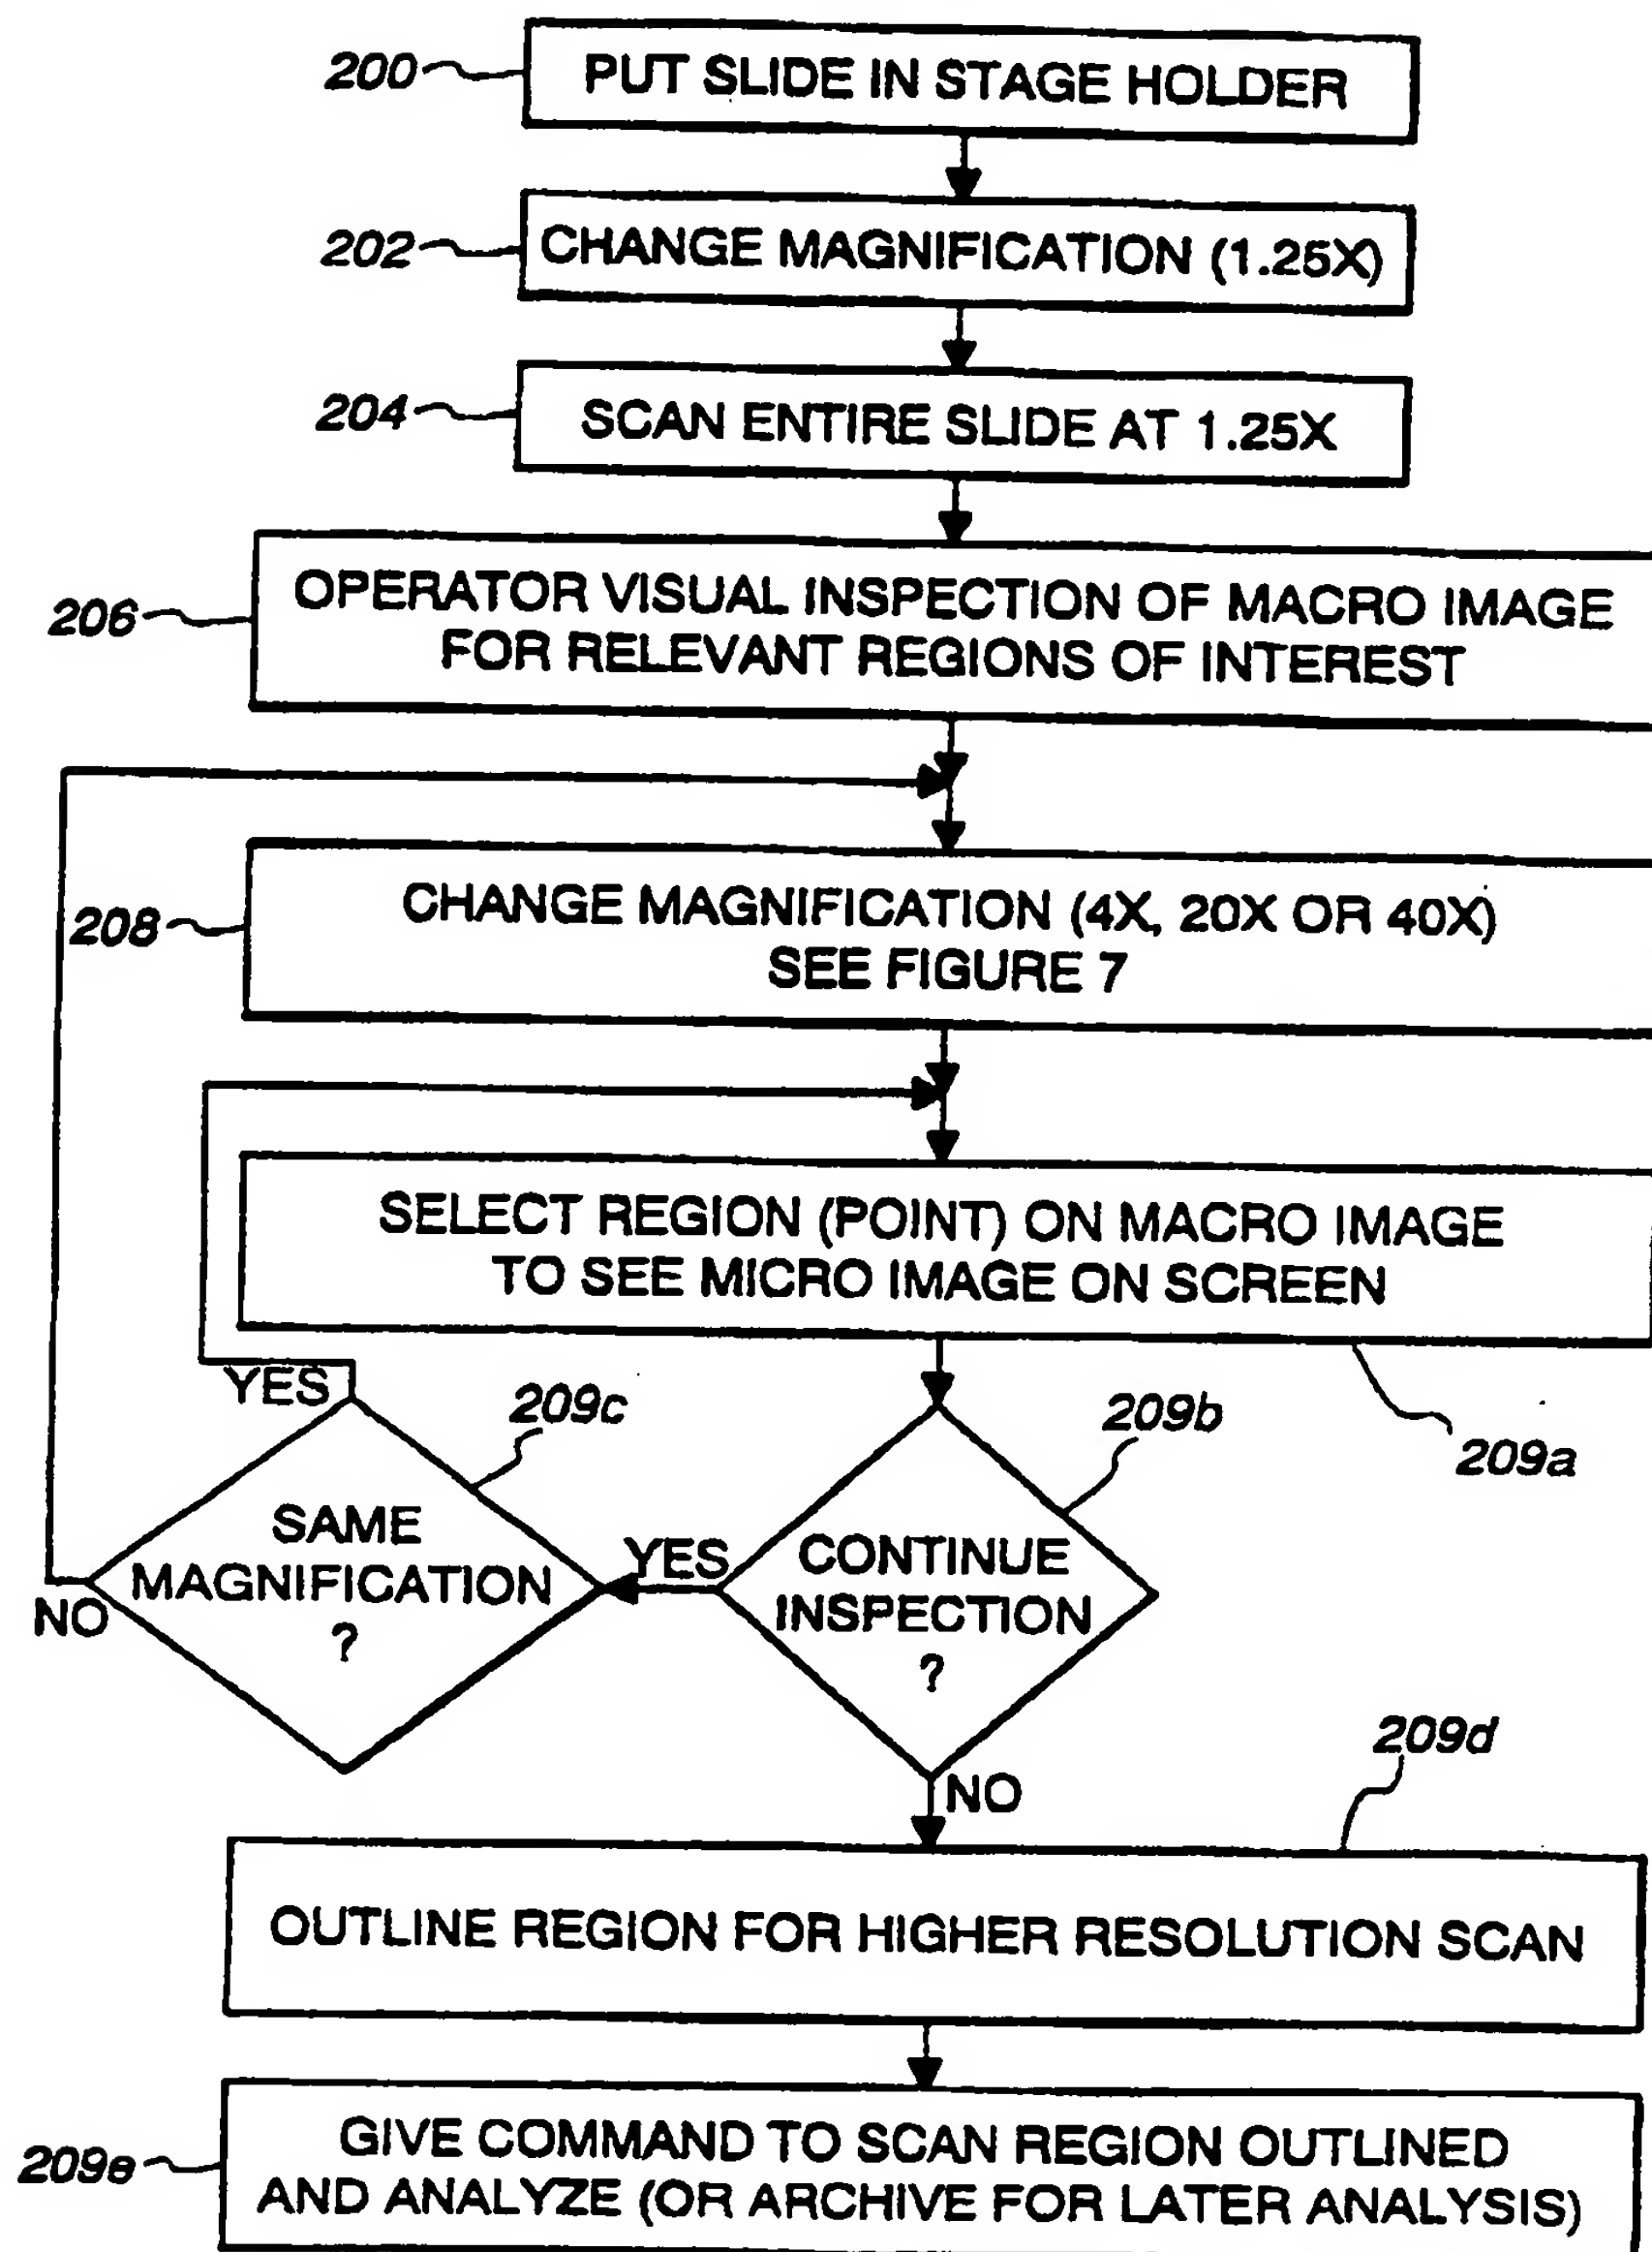 200
PUT SLIDE IN STAGE HOLDER
202
CHANGE MAGNIFICATION (1.25X)
204
SCAN ENTIRE SLIDE AT 1.25X
206
OPERATOR VISUAL INSPECTION OF MACRO IMAGE
FOR RELEVANT REGIONS OF INTEREST
208
CHANGE MAGNIFICATION (4X, 20X OR 40X)
SEE FIGURE 7
SELECT REGION (POINT) ON MACRO IMAGE
TO SEE MICRO IMAGE ON SCREEN
209a
YES
209c
209b
SAME
MAGNIFICATION
?
NO
YES
CONTINUE
INSPECTION
?
NO
209d
OUTLINE REGION FOR HIGHER RESOLUTION SCAN
209e
GIVE COMMAND TO SCAN REGION OUTLINED
AND ANALYZE (OR ARCHIVE FOR LATER ANALYSIS)